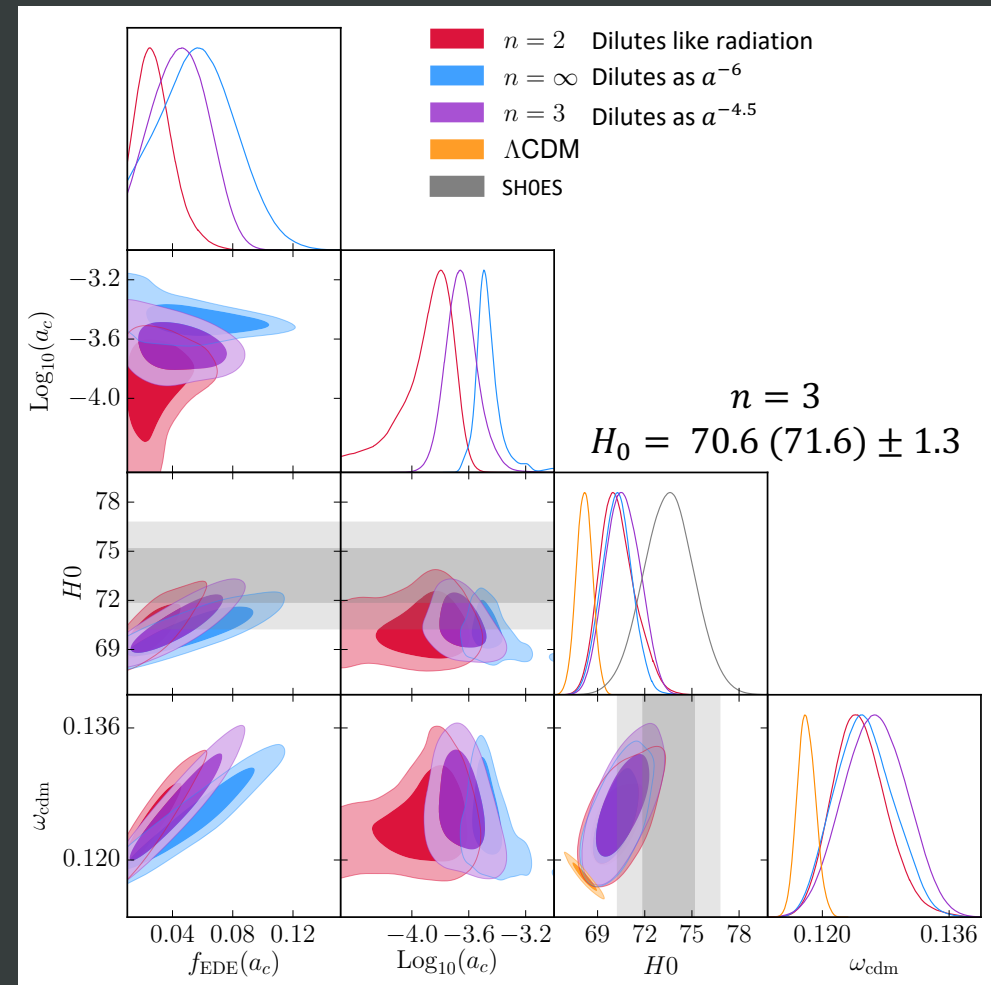 n = 2 Dilutes like radiation
n = ∞ Dilutes as a⁻⁶
n = 3 Dilutes as a⁻⁴·⁵
ΛCDM
SH0ES
−3.2
−3.6
−4.0
Log₁₀(a_c)
n = 3
H₀ = 70.6 (71.6) ± 1.3
78
75
72
69
H0
0.136
0.120
ω_cdm
0.04 0.08 0.12
f_EDE(a_c)
−4.0 −3.6 −3.2
Log₁₀(a_c)
69 72 75 78
H0
0.120 0.136
ω_cdm